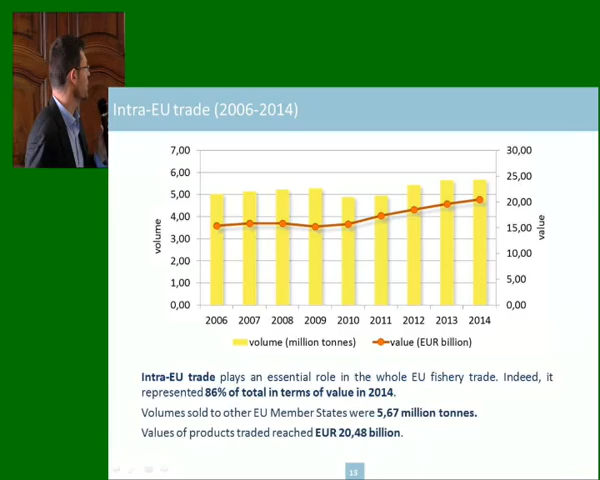 Intra-EU trade (2006-2014)
7,00
6,00
5,00
4,00
3,00
2,00
1,00
0,00
volume
30,00
25,00
20,00
15,00
10,00
5,00
0,00
value
2006 2007 2008 2009 2010 2011 2012 2013 2014
volume (million tonnes) value (EUR billion)
Intra-EU trade plays an essential role in the whole EU fishery trade. Indeed, it
represented 86% of total in terms of value in 2014.
Volumes sold to other EU Member States were 5,67 million tonnes.
Values of products traded reached EUR 20,48 billion.
13